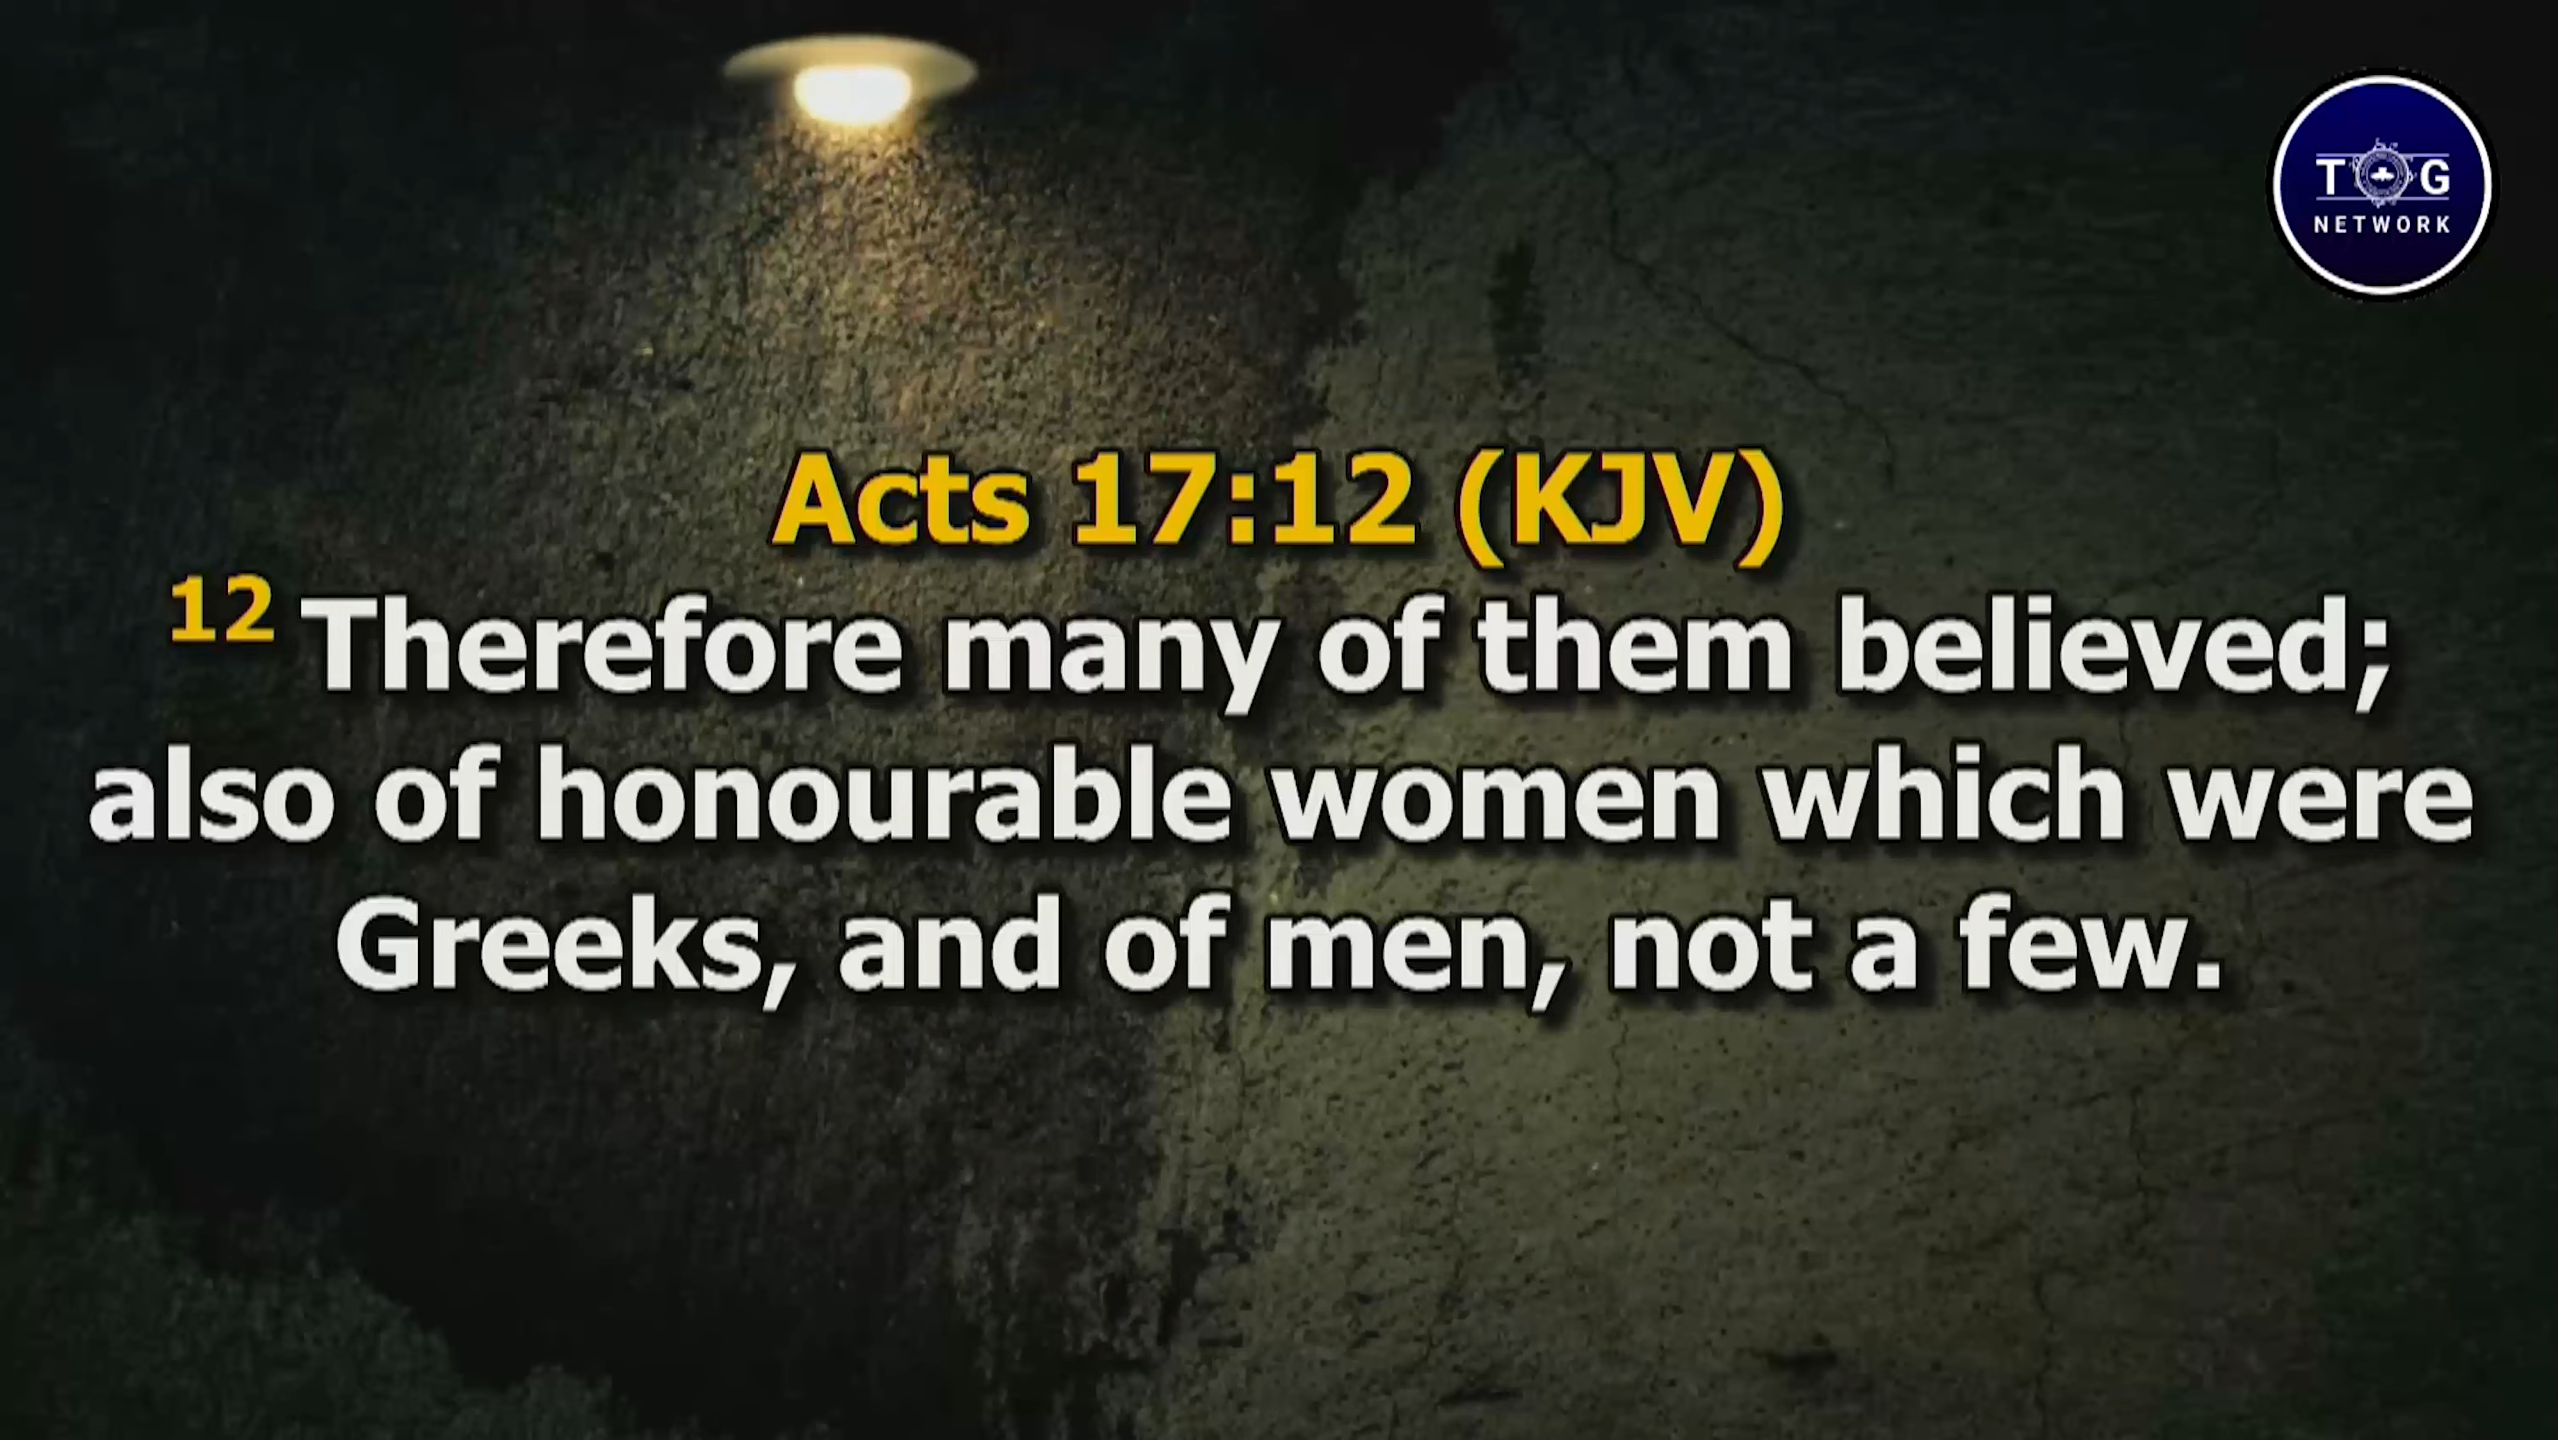 T G
NETWORK
Acts 17:12 (KJV)
12 Therefore many of them believed;
also of honourable women which were
Greeks, and of men, not a few.